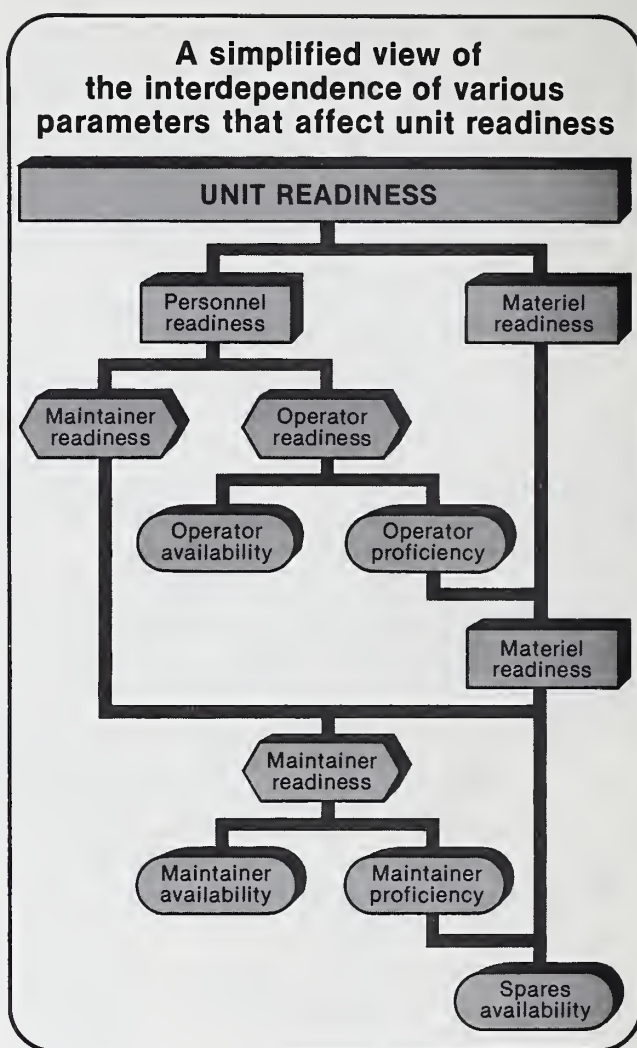 A simplified view of
the interdependence of various
parameters that affect unit readiness
UNIT READINESS
Personnel
readiness
Materiel
readiness
Maintainer
readiness
Operator
readiness
Operator
availability
Operator
proficiency
Materiel
readiness
Maintainer
readiness
Maintainer
availability
Maintainer
proficiency
Spares
availability